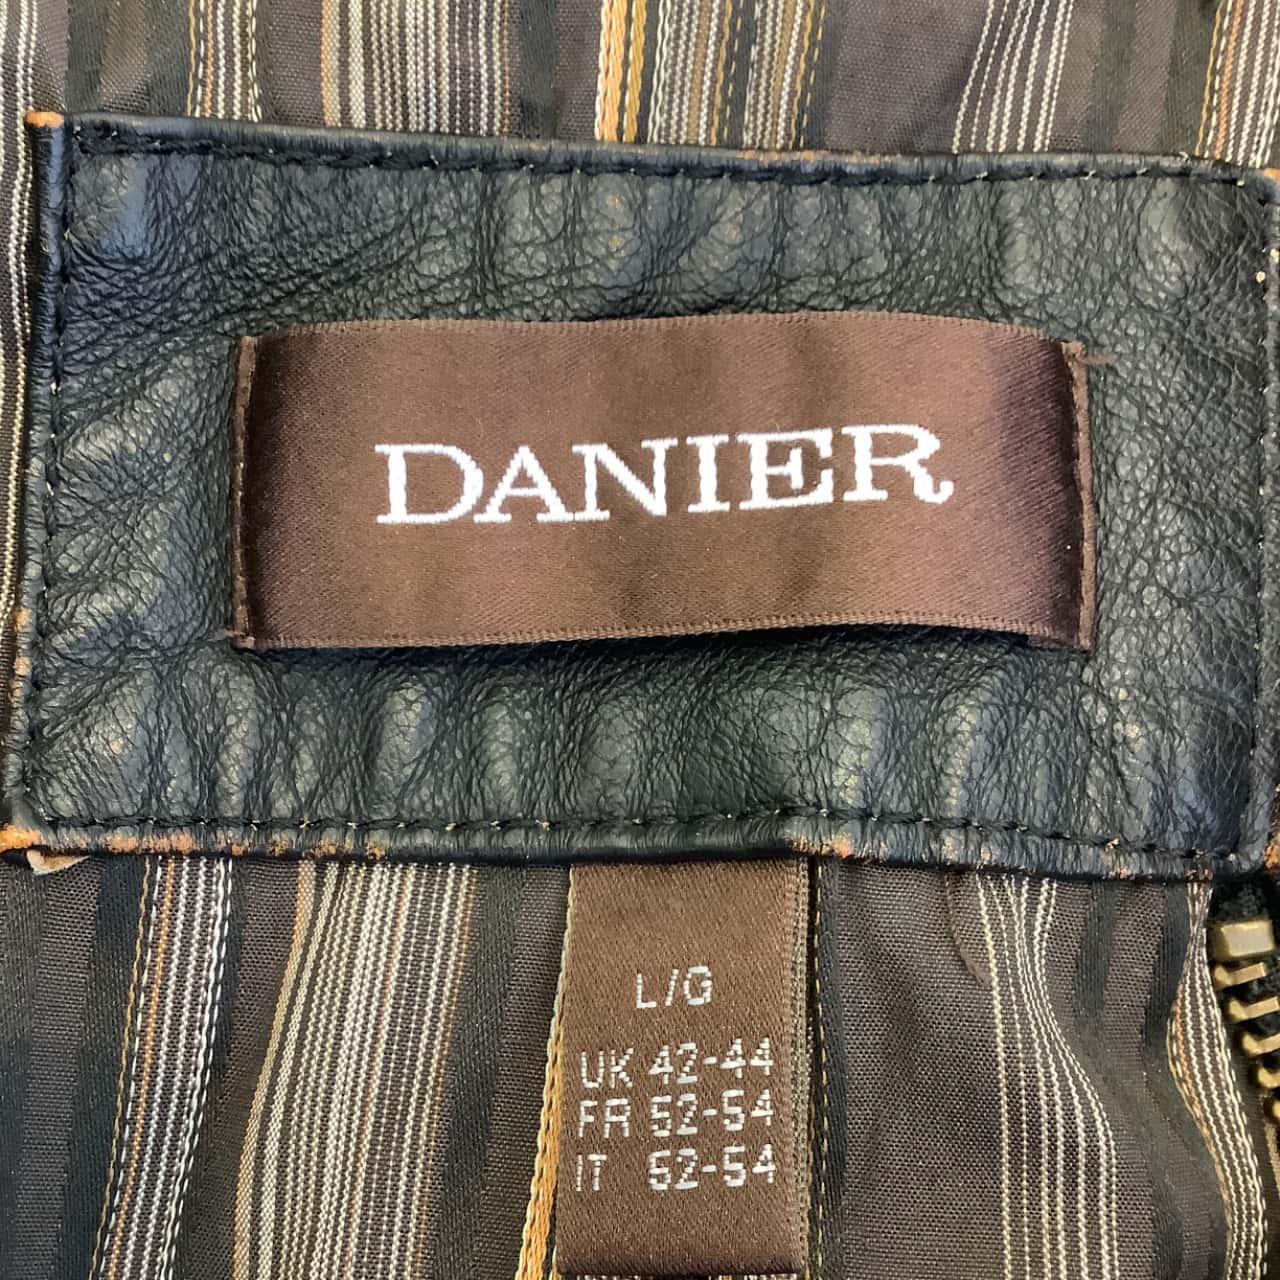 DANIER
L/G
UK 42-44
FR 52-54
IT 52-54